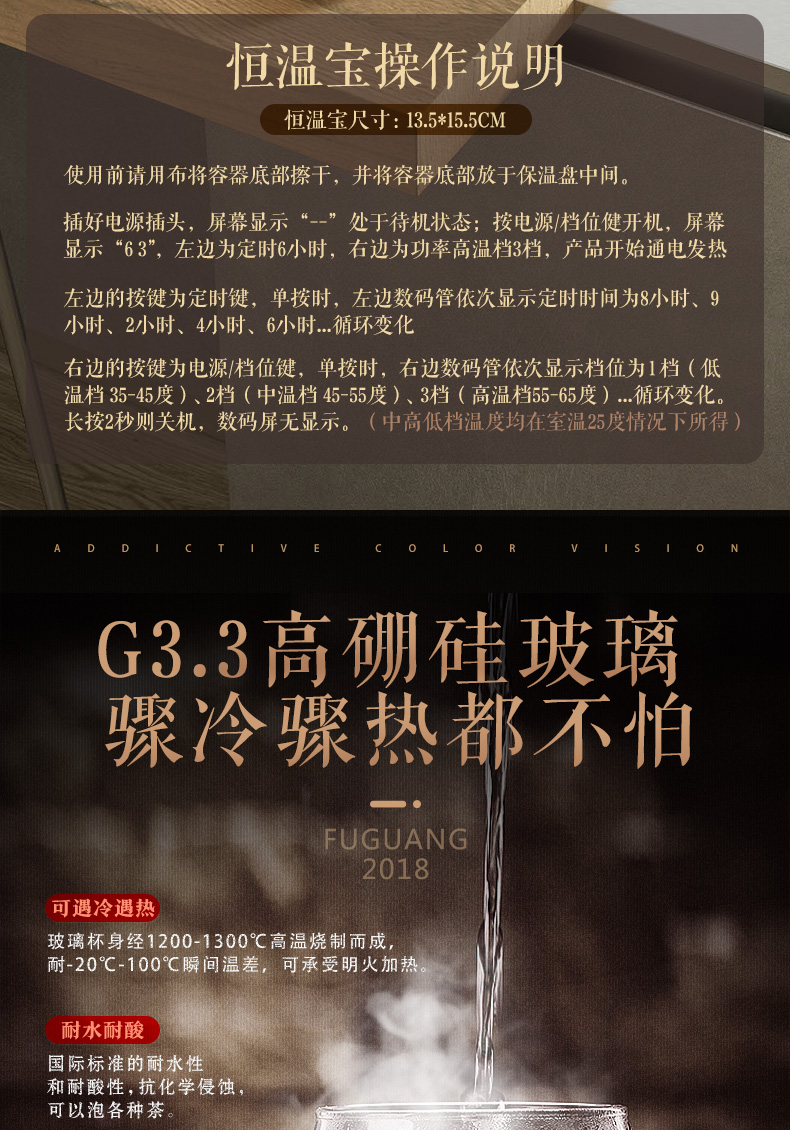 恒温宝操作说明
恒温宝尺寸：13.5*15.5CM
使用前请用布将容器底部擦干，并将容器底部放于保温盘中间。
插好电源插头，屏幕显示“--”处于待机状态；按电源/档位健开机，屏幕
显示“6 3”，左边为定时6小时，右边为功率高温档3档，产品开始通电发热
左边的按键为定时键，单按时，左边数码管依次显示定时时间为8小时、9
小时、2小时、4小时、6小时...循环变化
右边的按键为电源/档位键，单按时，右边数码管依次显示档位为1档（低
温档 35-45度）、2档（中温档 45-55度）、3档（高温档55-65度）...循环变化。
长按2秒则关机，数码屏无显示。（中高低档温度均在室温25度情况下所得）
ADDICTIVE COLOR VISION
G3.3高硼硅玻璃
骤冷骤热都不怕
FUGUANG
2018
可遇冷遇热
玻璃杯身经1200-1300℃高温烧制而成，
耐-20℃-100℃瞬间温差，可承受明火加热。
耐水耐酸
国际标准的耐水性
和耐酸性，抗化学侵蚀，
可以泡各种茶。